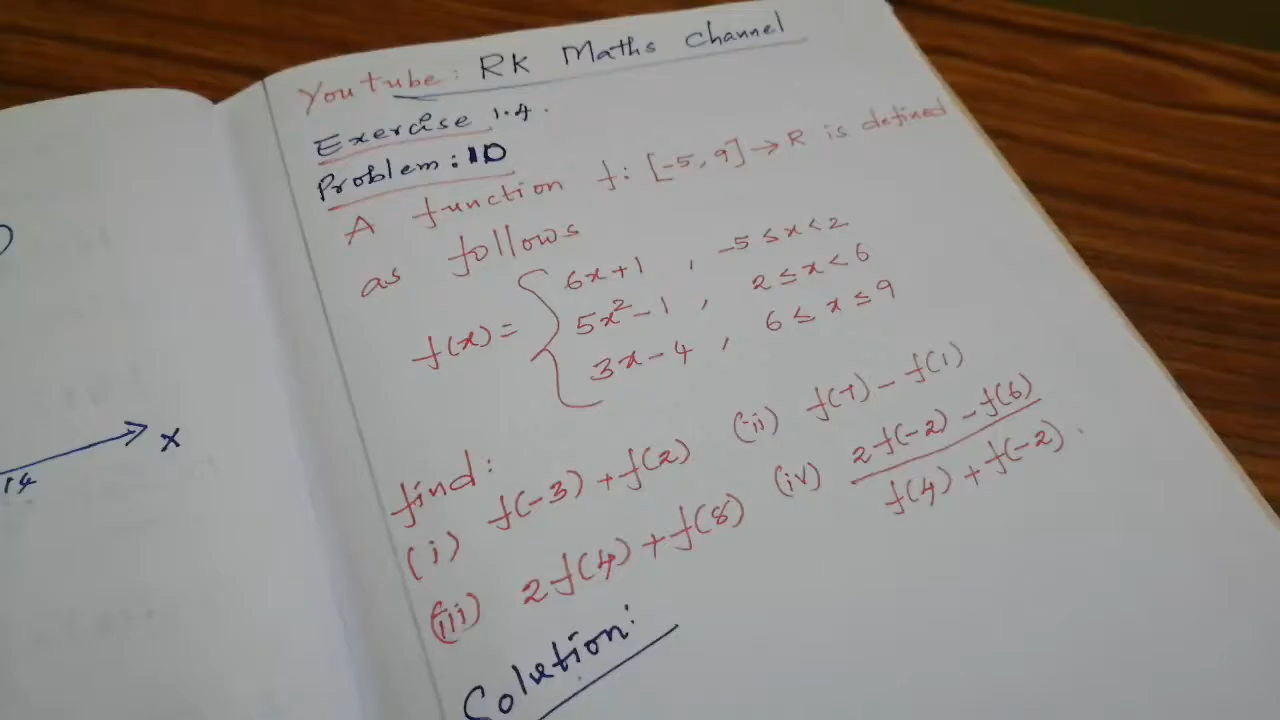 YouTube: RK Maths Channel
Exercise 1.4.
Problem: 10
A function f: [-5, 9] → R is defined
as follows
f(x) = { 6x+1 , -5 ≤ x < 2
5x²-1 , 2 ≤ x < 6
3x-4 , 6 ≤ x ≤ 9
find:
(i) f(-3) + f(2) (ii) f(7) - f(1)
(iii) 2f(4) + f(8) (iv) 2f(-2) - f(6) / f(4) + f(-2).
Solution:
x
14